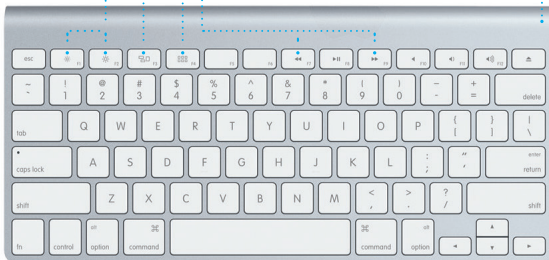 esc F1 F2 F3 F4 F5 F6 F7 F8 F9 F10 F11 F12
~ ! @ # $ % ^ & * ( ) – +
` 1 2 3 4 5 6 7 8 9 0 - = delete
tab Q W E R T Y U I O P { } |
[ ] \
caps lock A S D F G H J K L : " enter
; ' return
shift Z X C V B N M < > ? shift
, . /
alt ⌘ ⌘ alt
fn control option command command option